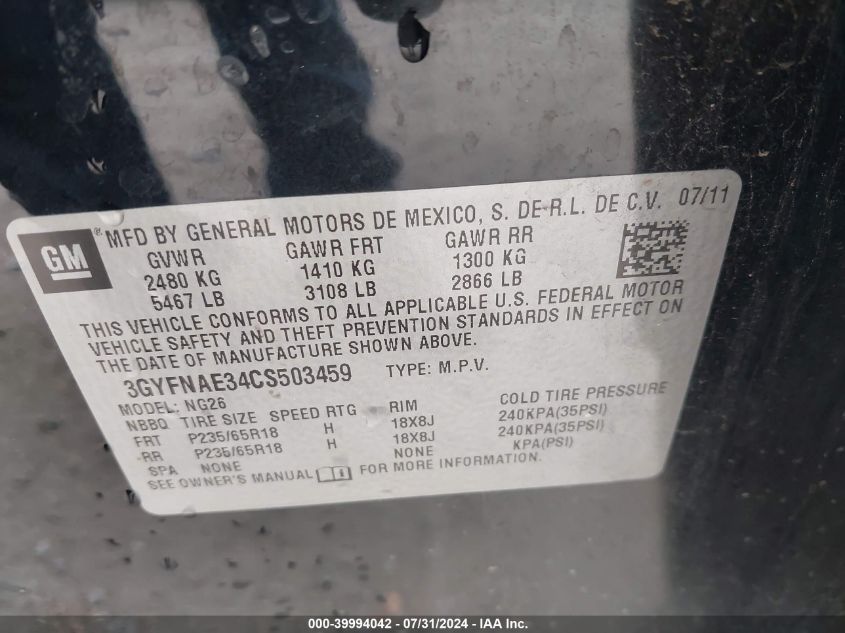 GM® MFD BY GENERAL MOTORS DE MEXICO, S. DE R.L. DE C.V. 07/11
GVWR GAWR FRT GAWR RR
2480 KG 1410 KG 1300 KG
5467 LB 3108 LB 2866 LB
THIS VEHICLE CONFORMS TO ALL APPLICABLE U.S. FEDERAL MOTOR
VEHICLE SAFETY AND THEFT PREVENTION STANDARDS IN EFFECT ON
THE DATE OF MANUFACTURE SHOWN ABOVE.
3GYFNAE34CS503459 TYPE: M.P.V.
MODEL: NG26
NBBQ TIRE SIZE SPEED RTG RIM COLD TIRE PRESSURE
FRT P235/65R18 H 18X8J 240KPA(35PSI)
RR P235/65R18 H 18X8J 240KPA(35PSI)
SPA NONE NONE KPA(PSI)
SEE OWNER'S MANUAL FOR MORE INFORMATION.
000-39994042 / 07/31/2024 - IAA Inc.